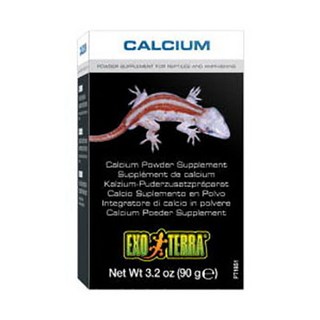 CALCIUM
POWDER SUPPLEMENT FOR REPTILES AND AMPHIBIANS
Calcium Powder Supplement
Supplément de calcium
Kalzium-Puderzusatzpräparat
Calcio Suplemento en Polvo
Integratore di calcio in polvere
Calcium Poeder Supplement
EXO TERRA
Net Wt 3.2 oz (90 g℮)
PT1851